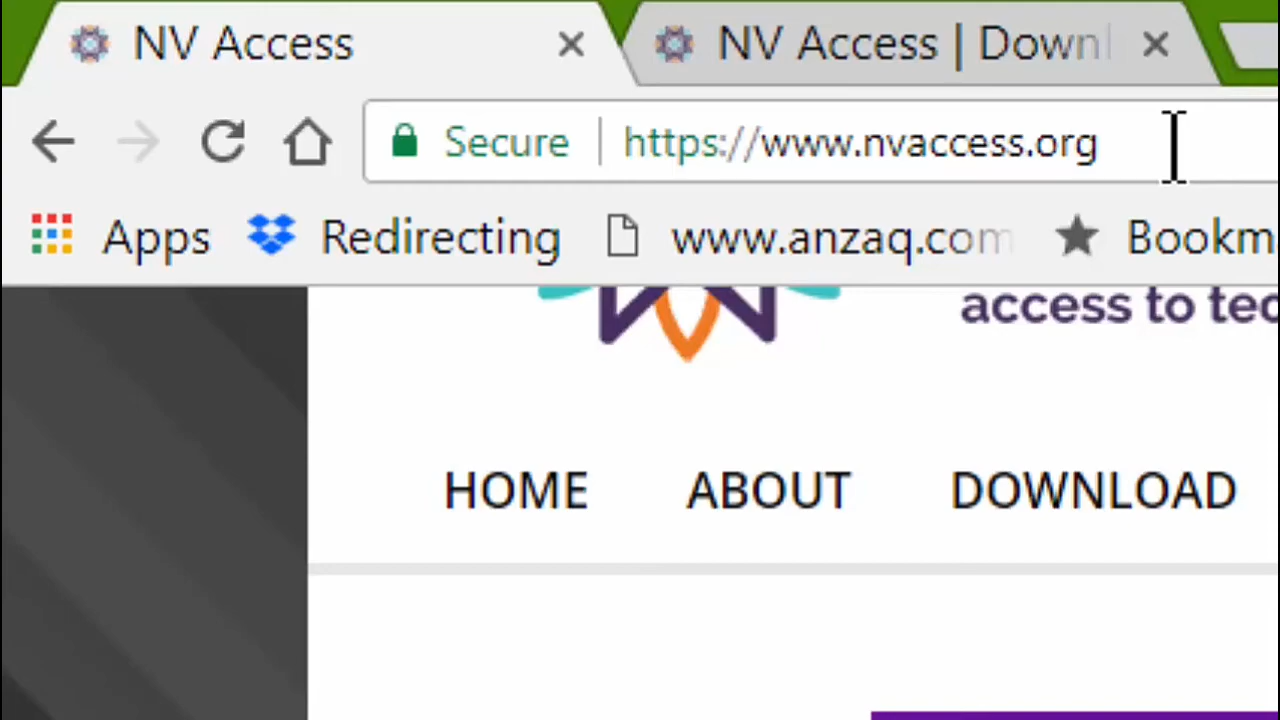 NV Access
NV Access | Down
Secure
https://www.nvaccess.org
Apps
Redirecting
www.anzaq.com
Bookm
access to tec
HOME ABOUT DOWNLOAD